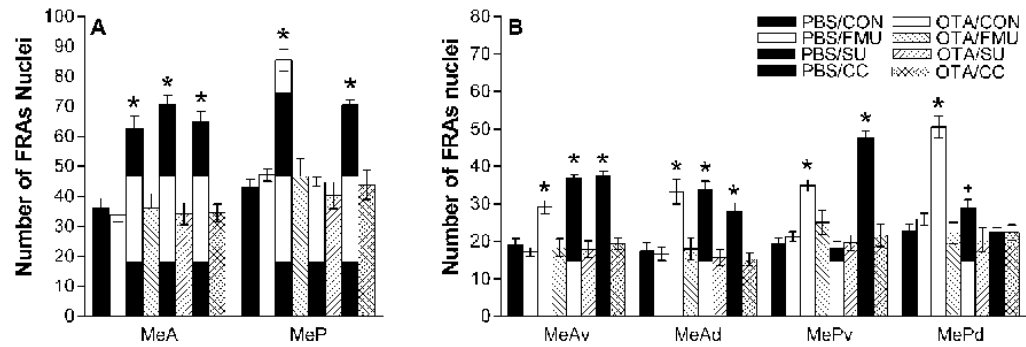 A
Number of FRAs Nuclei
100
90
80
70
60
50
40
30
20
10
0
* * * * *
MeA MeP
B
PBS/CON OTA/CON
PBS/FMU OTA/FMU
PBS/SU OTA/SU
PBS/CC OTA/CC
Number of FRAs nuclei
80
70
60
50
40
30
20
10
0
* * * * * * * * * +
MeAv MeAd MePv MePd